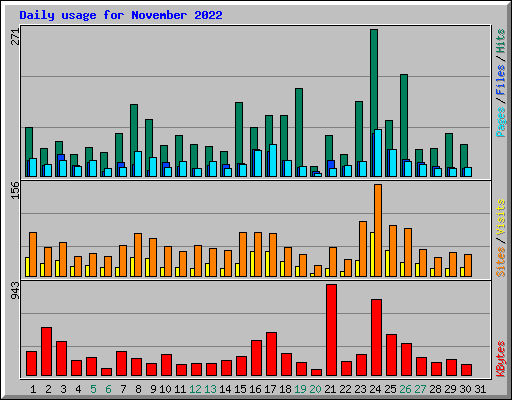 Daily usage for November 2022
271
Pages / Files / Hits
156
Sites / Visits
943
KBytes
1 2 3 4 5 6 7 8 9 10 11 12 13 14 15 16 17 18 19 20 21 22 23 24 25 26 27 28 29 30 31